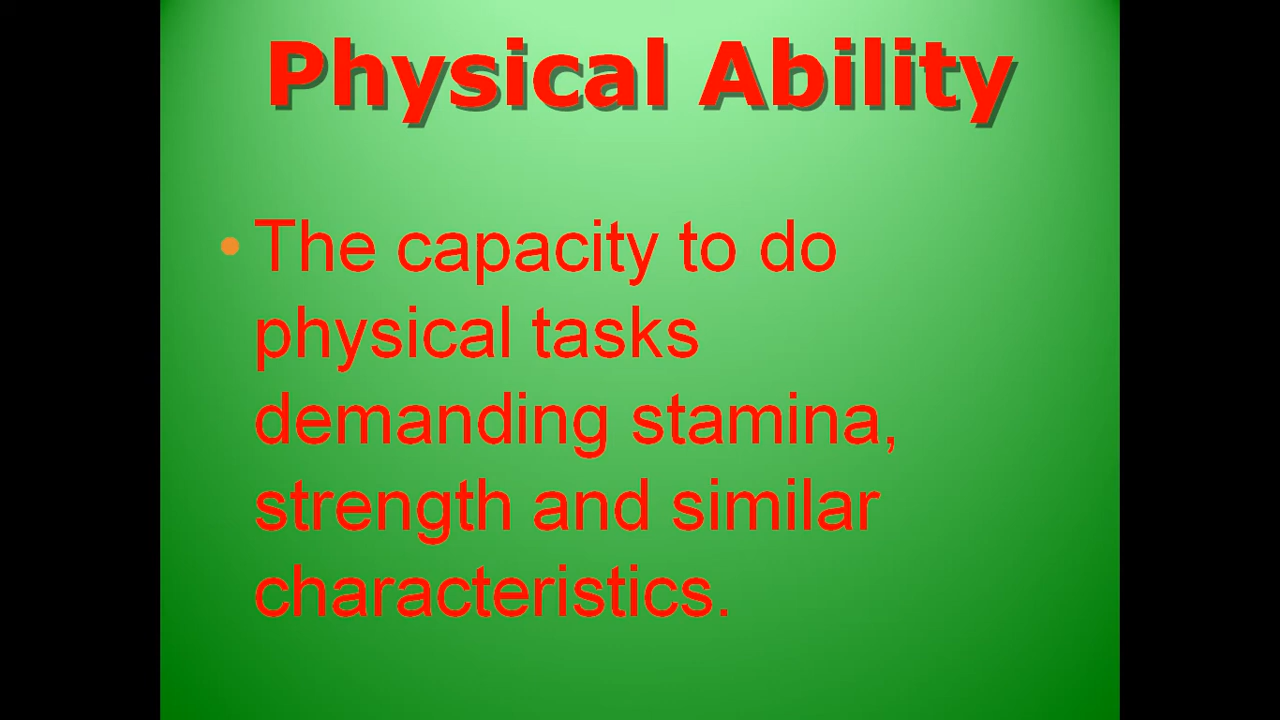 Physical Ability
• The capacity to do
physical tasks
demanding stamina,
strength and similar
characteristics.